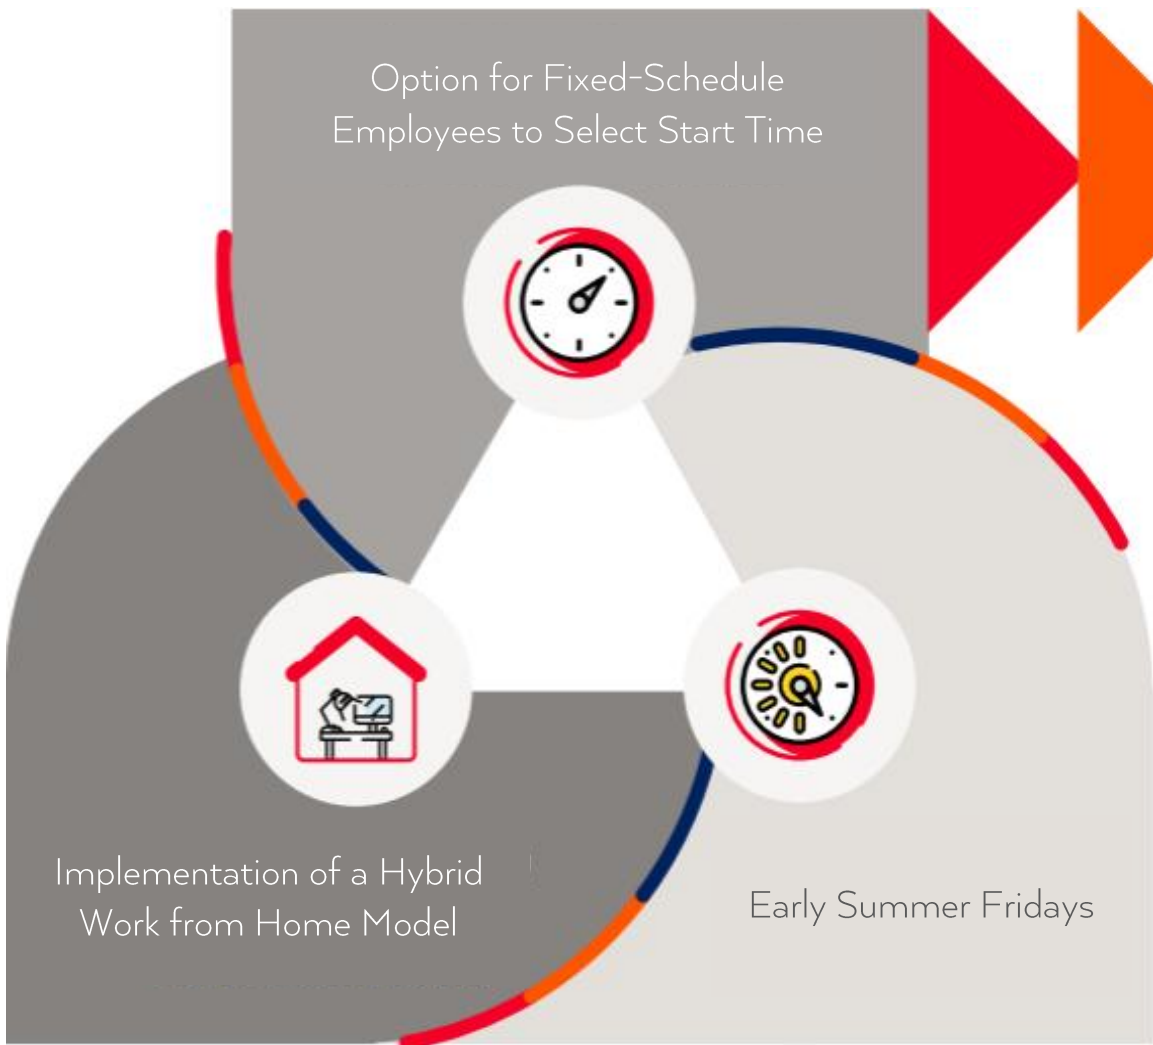 Option for Fixed-Schedule
Employees to Select Start Time
Implementation of a Hybrid
Work from Home Model
Early Summer Fridays